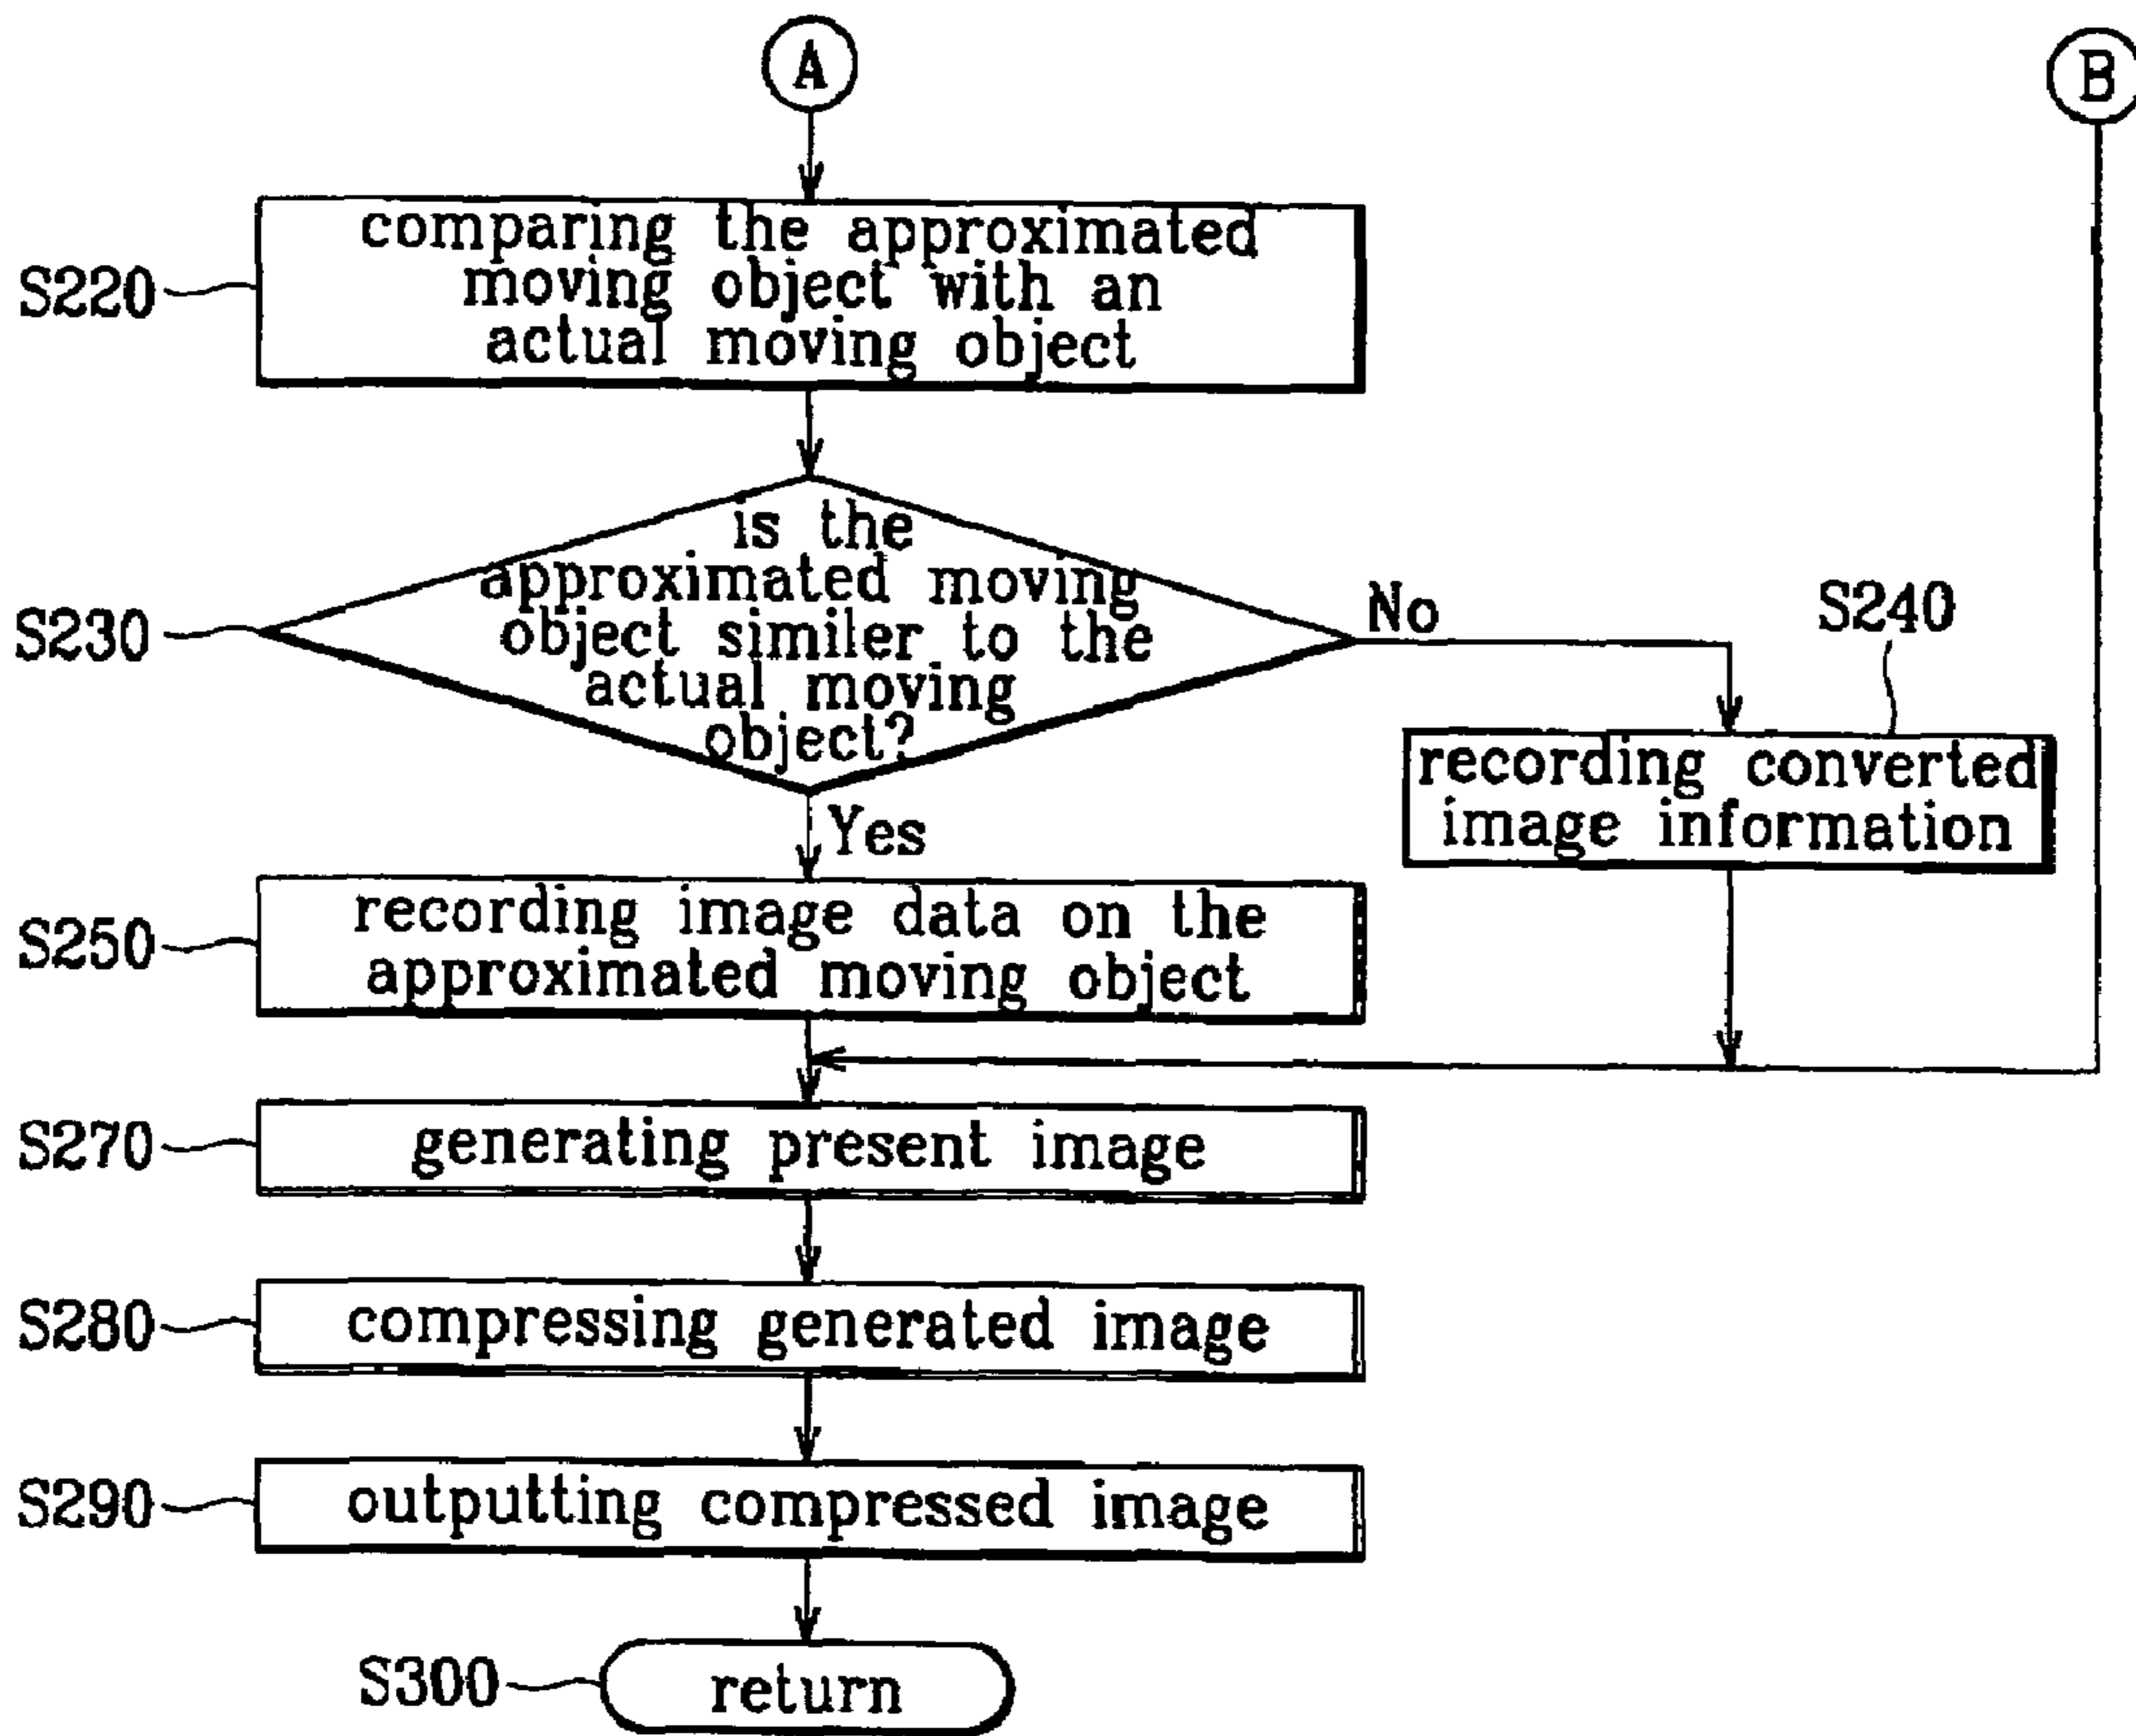 A
B
S220
comparing the approximated
moving object with an
actual moving object
S230
is the
approximated moving
object similer to the
actual moving
object?
No
S240
recording converted
image information
Yes
S250
recording image data on the
approximated moving object
S270
generating present image
S280
compressing generated image
S290
outputting compressed image
S300
return